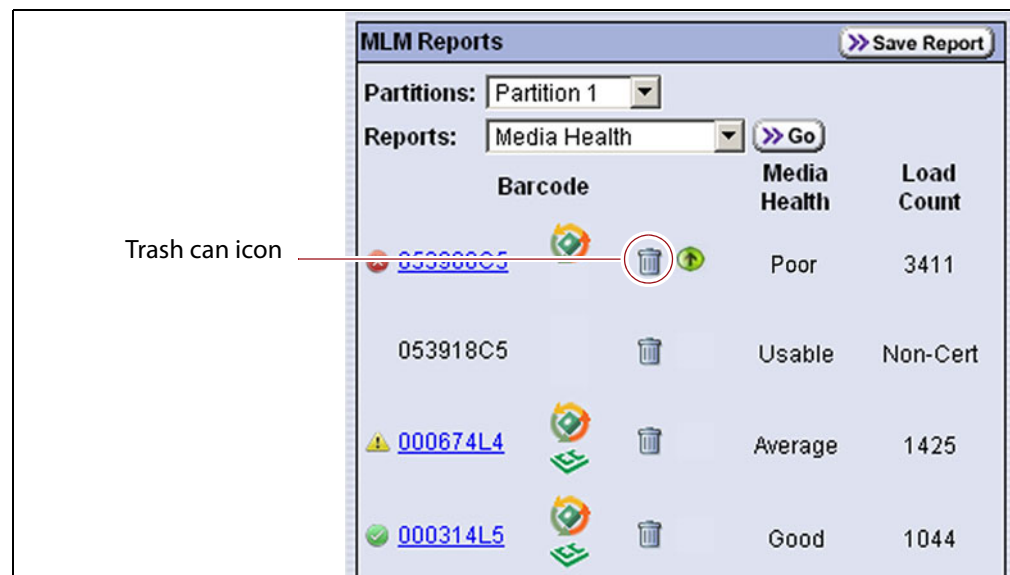 MLM Reports
Save Report
Partitions: Partition 1
Reports: Media Health Go
Barcode Media Health Load Count
Trash can icon
Poor 3411
053918C5 Usable Non-Cert
000674L4 Average 1425
000314L5 Good 1044